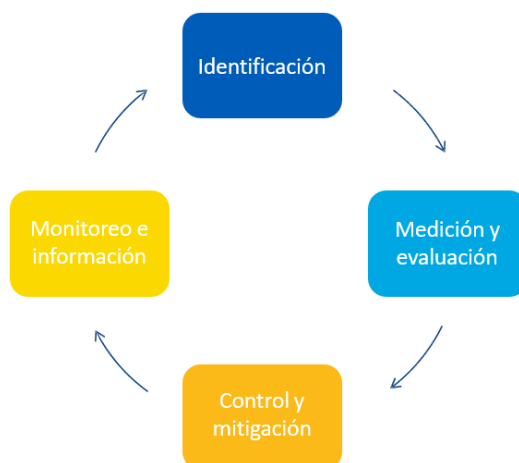 Identificación
Medición y
evaluación
Control y
mitigación
Monitoreo e
información